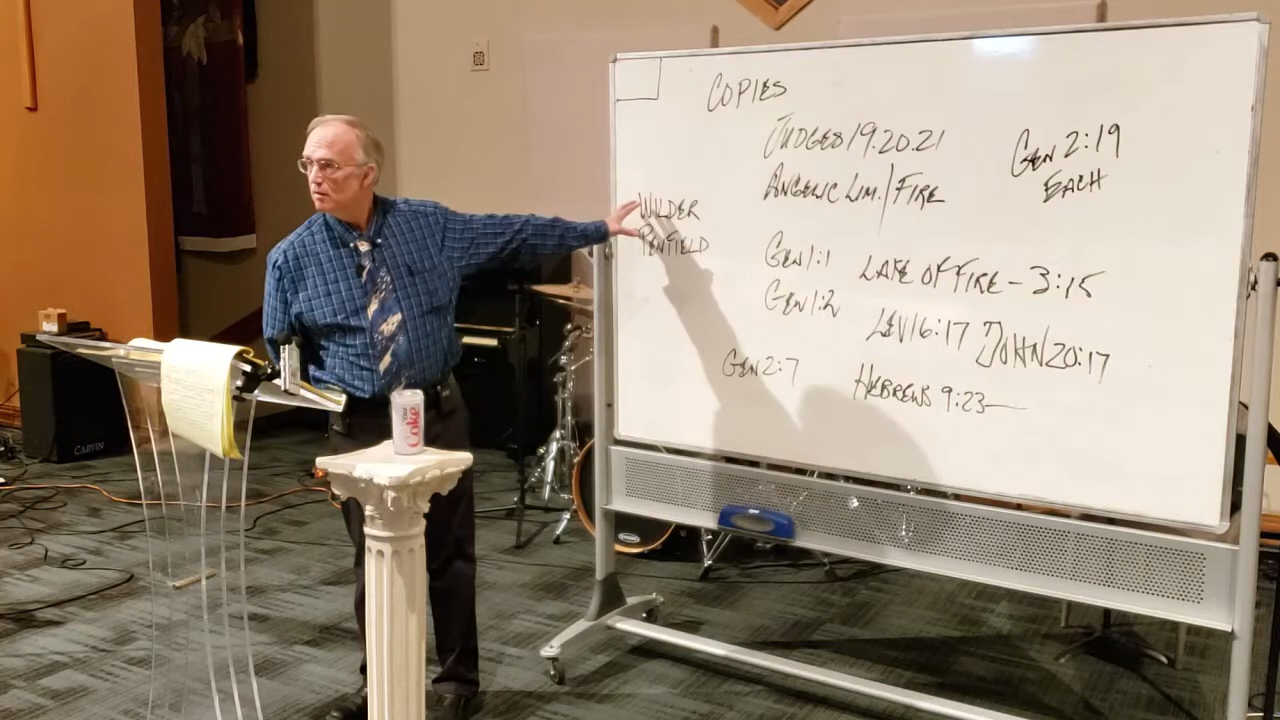 COPIES
JUDGES 19.20.21
GEN 2:19
EACH
ANGELIC LIM./FIRE
WILDER
PENFIELD
GEN 1:1
LAKE OF FIRE - 3:15
GEN 1:2
LEV 16:17 JOHN 20:17
GEN 2:7
HEBREWS 9:23—
Diet
Coke
CARVIN